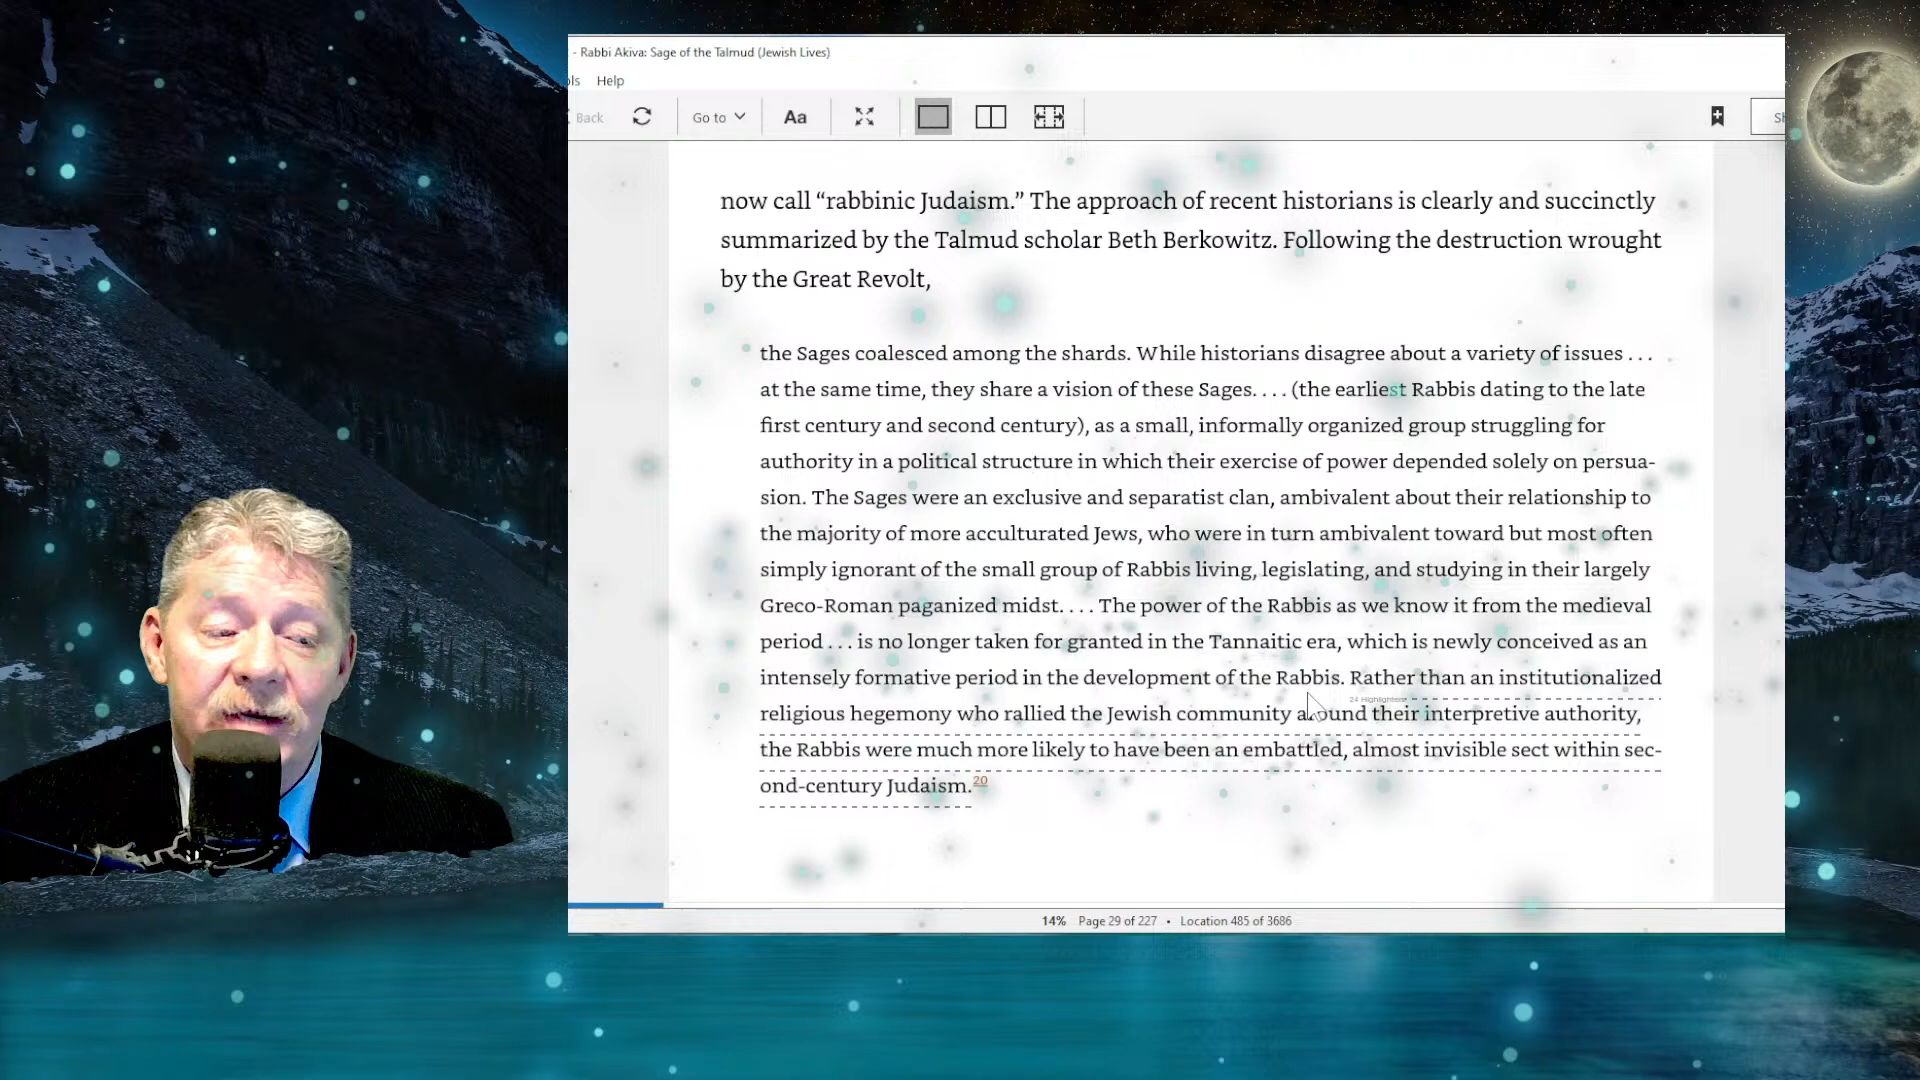 - Rabbi Akiva: Sage of the Talmud (Jewish Lives)
ols Help
Back Go to Aa
now call “rabbinic Judaism.” The approach of recent historians is clearly and succinctly
summarized by the Talmud scholar Beth Berkowitz. Following the destruction wrought
by the Great Revolt,
the Sages coalesced among the shards. While historians disagree about a variety of issues . . .
at the same time, they share a vision of these Sages. . . . (the earliest Rabbis dating to the late
first century and second century), as a small, informally organized group struggling for
authority in a political structure in which their exercise of power depended solely on persua-
sion. The Sages were an exclusive and separatist clan, ambivalent about their relationship to
the majority of more acculturated Jews, who were in turn ambivalent toward but most often
simply ignorant of the small group of Rabbis living, legislating, and studying in their largely
Greco-Roman paganized midst. . . . The power of the Rabbis as we know it from the medieval
period . . . is no longer taken for granted in the Tannaitic era, which is newly conceived as an
intensely formative period in the development of the Rabbis. Rather than an institutionalized
24 Highlighters
religious hegemony who rallied the Jewish community around their interpretive authority,
the Rabbis were much more likely to have been an embattled, almost invisible sect within sec-
ond-century Judaism.20
14% Page 29 of 227 • Location 485 of 3686